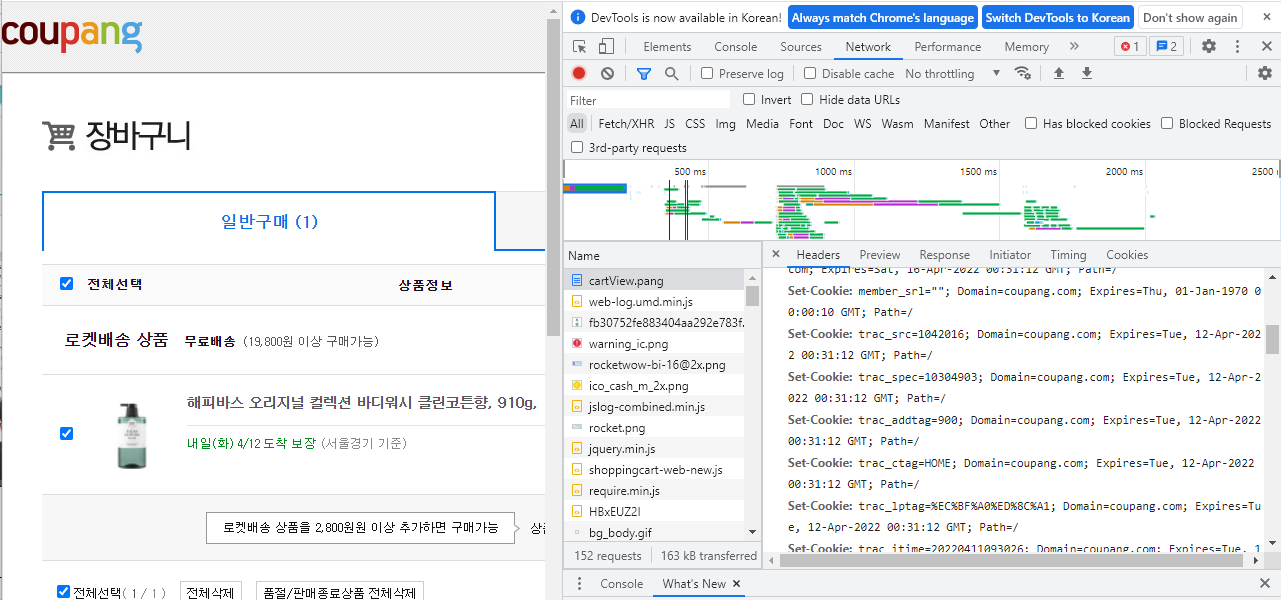 coupang
장바구니
일반구매 (1)
전체선택 상품정보
로켓배송 상품 무료배송 (19,800원 이상 구매가능)
해피바스 오리지널 컬렉션 바디워시 클린코튼향, 910g,
내일(화) 4/12 도착 보장 (서울경기 기준)
로켓배송 상품을 2,800원원 이상 추가하면 구매가능
전체선택( 1 / 1 ) 전체삭제 품절/판매종료상품 전체삭제
DevTools is now available in Korean! Always match Chrome's language Switch DevTools to Korean Don't show again
Elements Console Sources Network Performance Memory 1 2
Preserve log Disable cache No throttling
Filter Invert Hide data URLs
All Fetch/XHR JS CSS Img Media Font Doc WS Wasm Manifest Other Has blocked cookies Blocked Requests
3rd-party requests
500 ms 1000 ms 1500 ms 2000 ms 2500
Name
cartView.pang
web-log.umd.min.js
fb30752fe883404aa292e783f.
warning_ic.png
rocketwow-bi-16@2x.png
ico_cash_m_2x.png
jslog-combined.min.js
rocket.png
jquery.min.js
shoppingcart-web-new.js
require.min.js
HBxEUZ2I
bg_body.gif
152 requests 163 kB transferred
Headers Preview Response Initiator Timing Cookies
com; Expires=Sat, 16-Apr-2022 00:31:12 GMT; Path=/
Set-Cookie: member_srl=""; Domain=coupang.com; Expires=Thu, 01-Jan-1970 0
0:00:10 GMT; Path=/
Set-Cookie: trac_src=1042016; Domain=coupang.com; Expires=Tue, 12-Apr-202
2 00:31:12 GMT; Path=/
Set-Cookie: trac_spec=10304903; Domain=coupang.com; Expires=Tue, 12-Apr-2
022 00:31:12 GMT; Path=/
Set-Cookie: trac_addtag=900; Domain=coupang.com; Expires=Tue, 12-Apr-2022
00:31:12 GMT; Path=/
Set-Cookie: trac_ctag=HOME; Domain=coupang.com; Expires=Tue, 12-Apr-2022
00:31:12 GMT; Path=/
Set-Cookie: trac_lptag=%EC%BF%A0%ED%8C%A1; Domain=coupang.com; Expires=Tu
e, 12-Apr-2022 00:31:12 GMT; Path=/
Set-Cookie: trac_itime=20220411093026; Domain=coupang.com; Expires=Tue, 1
Console What's New